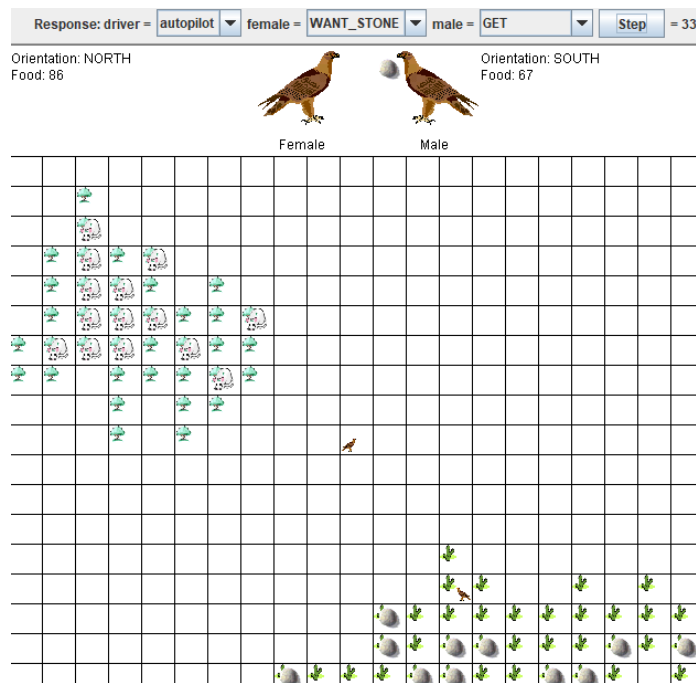 Response: driver = autopilot female = WANT_STONE male = GET Step = 33
Orientation: NORTH
Food: 86
Orientation: SOUTH
Food: 67
Female
Male